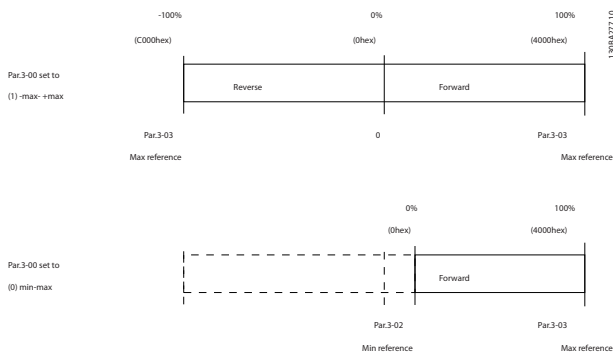 -100% 0% 100%
(C000hex) (0hex) (4000hex)
130BA277.10
Par.3-00 set to
(1) -max- +max
Reverse Forward
Par.3-03 0 Par.3-03
Max reference Max reference
0% 100%
(0hex) (4000hex)
Par.3-00 set to
(0) min-max
Forward
Par.3-02 Par.3-03
Min reference Max reference